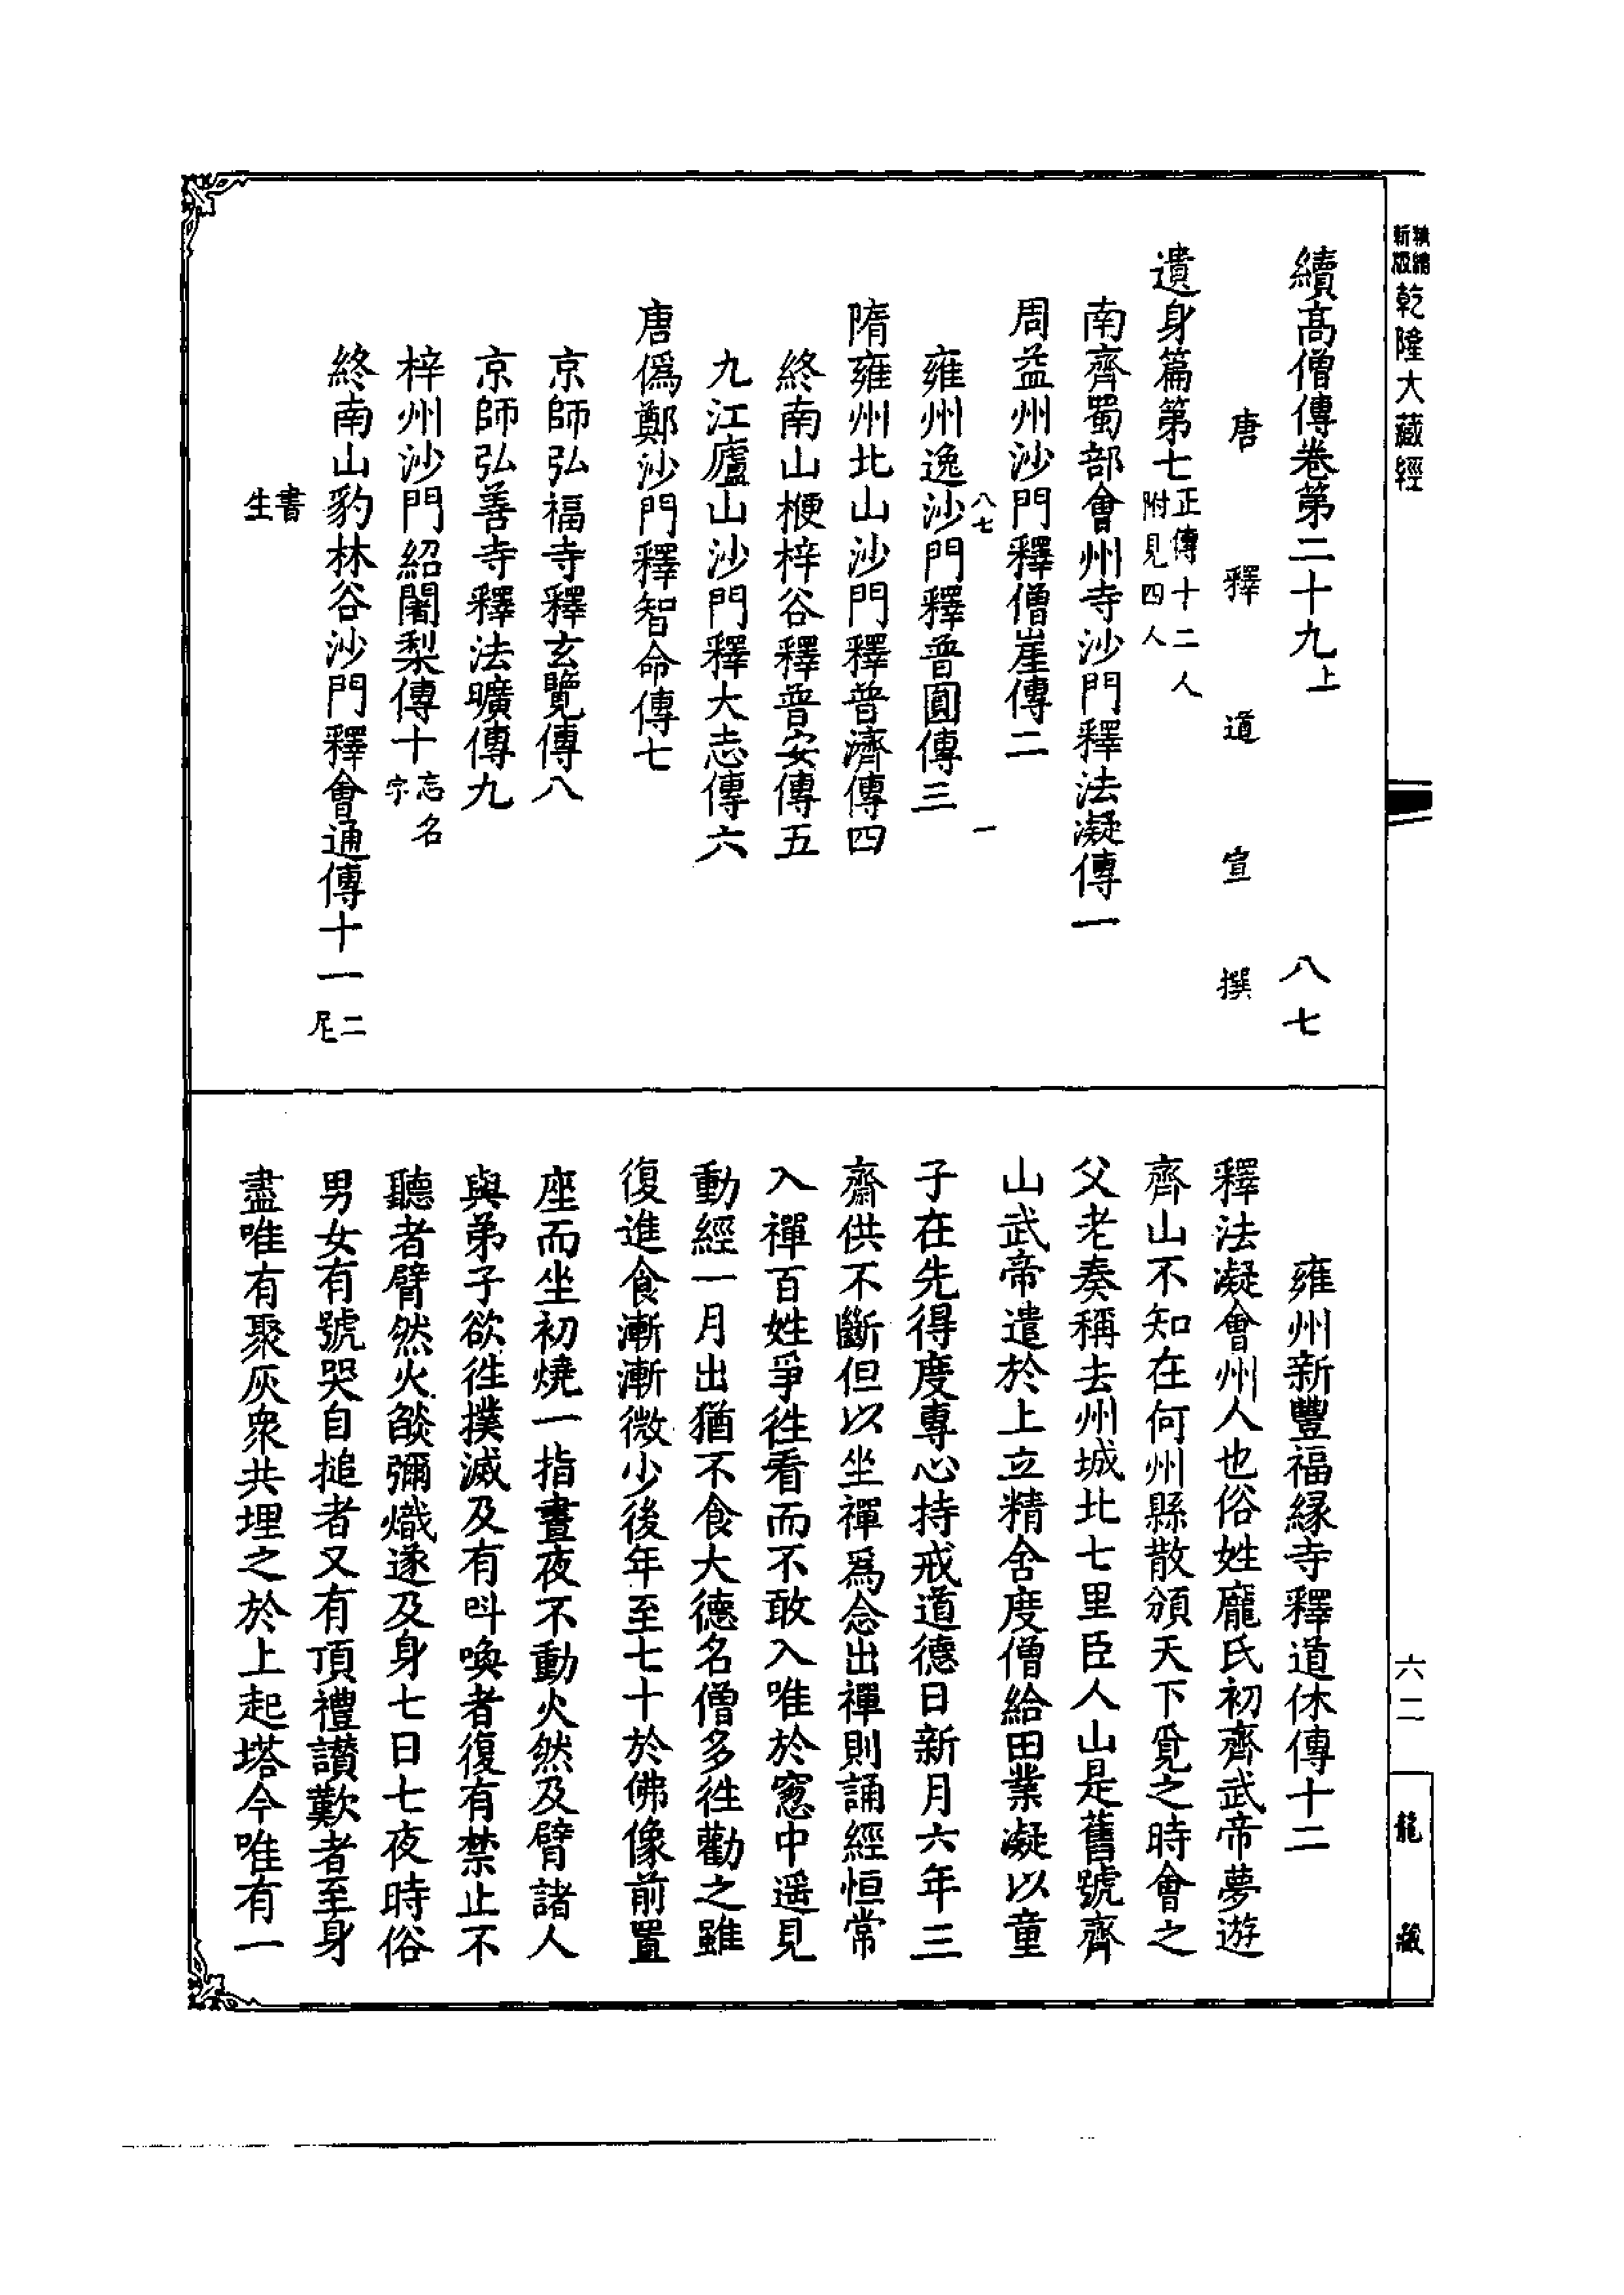 新版精縮 乾隆大藏經
續高僧傳卷第二十九上 八七
唐 釋 道 宣 撰
遺身篇第七 正傳十二人 附見四人
南齊蜀部會州寺沙門釋法凝傳一
周益州沙門釋僧崖傳二
八七 一
雍州逸沙門釋普圓傳三
隋雍州北山沙門釋普濟傳四
終南山楩梓谷釋普安傳五
九江廬山沙門釋大志傳六
唐偽鄭沙門釋智命傳七
京師弘福寺釋玄覽傳八
京師弘善寺釋法曠傳九
梓州沙門紹闍梨傳十 忘名字
終南山豹林谷沙門釋會通傳十一 二尼
書生
雍州新豐福緣寺釋道休傳十二
釋法凝會州人也俗姓龐氏初齊武帝夢遊
齊山不知在何州縣散頒天下覓之時會之
父老奏稱去州城北七里臣人山是舊號齊
山武帝遣於上立精舍度僧給田業凝以童
子在先得度專心持戒道德日新月六年三
齋供不斷但以坐禪爲念出禪則誦經恒常
入禪百姓爭徃看而不敢入唯於窻中遥見
動經一月出猶不食大德名僧多徃勸之雖
復進食漸漸微少後年至七十於佛像前置
座而坐初燒一指晝夜不動火然及臂諸人
與弟子欲徃撲滅及有呌喚者復有禁止不
聽者臂然火燄彌熾遂及身七日七夜時俗
男女有號哭自搥者又有頂禮讃歎者至身
盡唯有聚灰衆共埋之於上起塔今唯有一
六二
龍藏